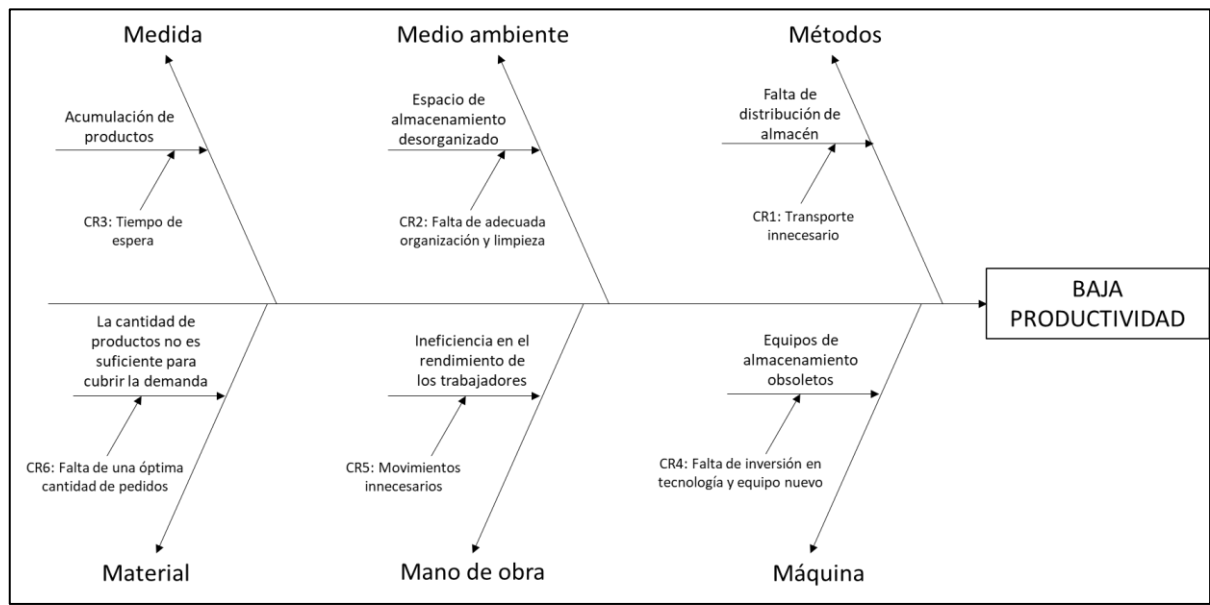 Medida
Medio ambiente
Métodos
Acumulación de
productos
Espacio de
almacenamiento
desorganizado
Falta de
distribución de
almacén
CR3: Tiempo de
espera
CR2: Falta de adecuada
organización y limpieza
CR1: Transporte
innecesario
BAJA
PRODUCTIVIDAD
La cantidad de
productos no es
suficiente para
cubrir la demanda
Ineficiencia en el
rendimiento de
los trabajadores
Equipos de
almacenamiento
obsoletos
CR6: Falta de una óptima
cantidad de pedidos
CR5: Movimientos
innecesarios
CR4: Falta de inversión en
tecnología y equipo nuevo
Material
Mano de obra
Máquina